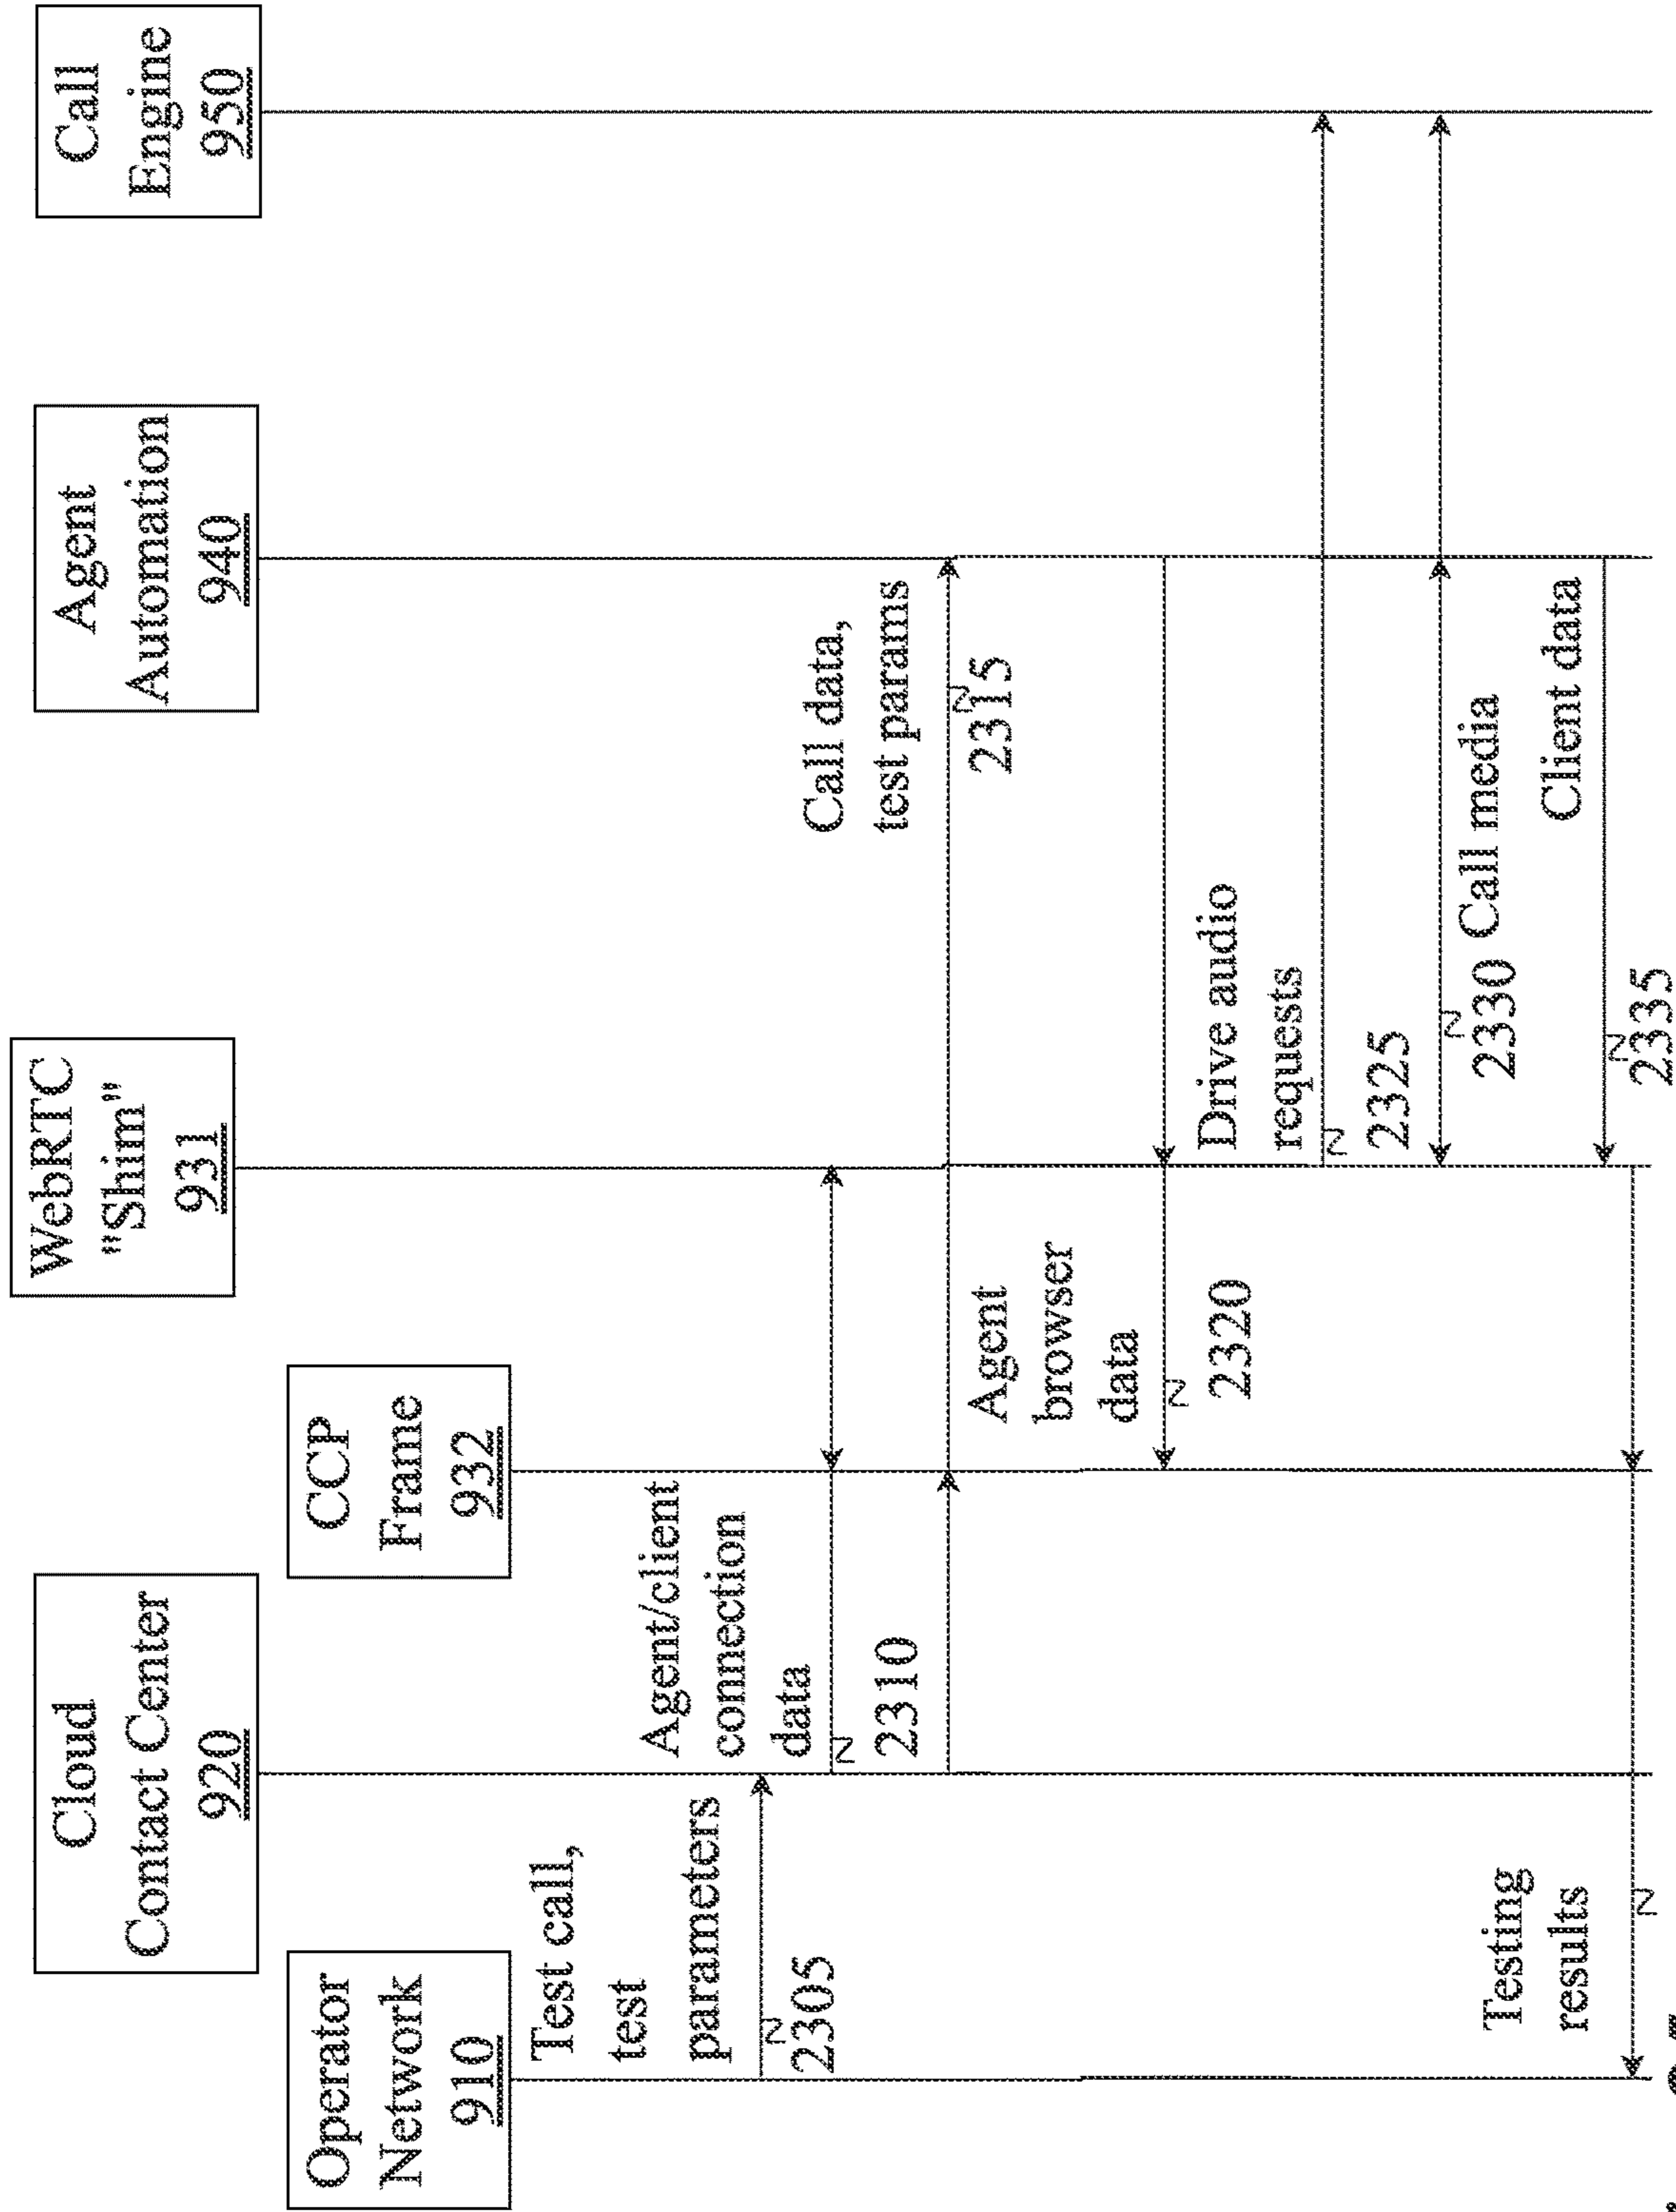 Operator
Network
910
Cloud
Contact Center
920
CCP
Frame
932
WebRTC
"Shim"
931
Agent
Automation
940
Call
Engine
950
Test call,
test
parameters
2305
Agent/client
connection
data
2310
Call data,
test params
2315
Agent
browser
data
2320
Drive audio
requests
2325
2330 Call media
Client data
2335
Testing
results